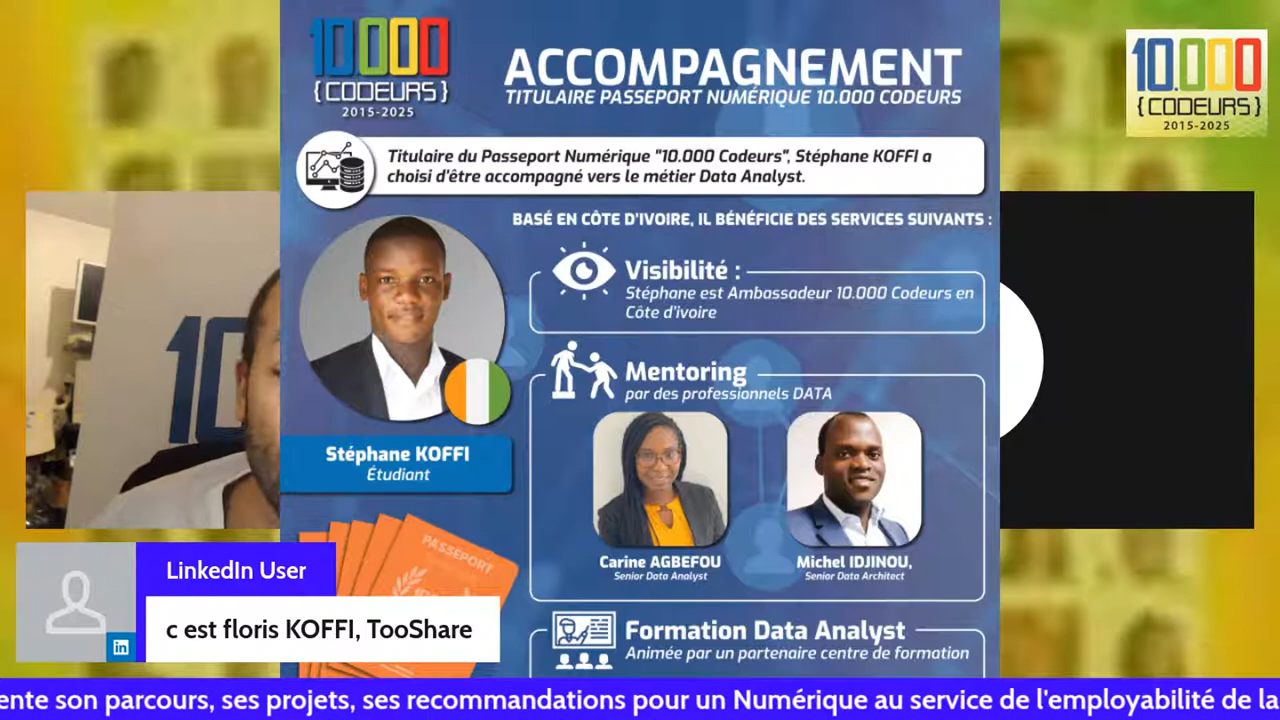 10.000
{CODEURS}
2015-2025
ACCOMPAGNEMENT
TITULAIRE PASSEPORT NUMÉRIQUE 10.000 CODEURS
10.000
{CODEURS}
2015-2025
Titulaire du Passeport Numérique "10.000 Codeurs", Stéphane KOFFI a
choisi d'être accompagné vers le métier Data Analyst.
BASÉ EN CÔTE D'IVOIRE, IL BÉNÉFICIE DES SERVICES SUIVANTS :
Visibilité :
Stéphane est Ambassadeur 10.000 Codeurs en
Côte d'ivoire
Mentoring
par des professionnels DATA
10
Stéphane KOFFI
Étudiant
Carine AGBEFOU
Senior Data Analyst
Michel IDJINOU,
Senior Data Architect
PASSEPORT
Formation Data Analyst
Animée par un partenaire centre de formation
LinkedIn User
in
c est floris KOFFI, TooShare
ente son parcours, ses projets, ses recommandations pour un Numérique au service de l'employabilité de la